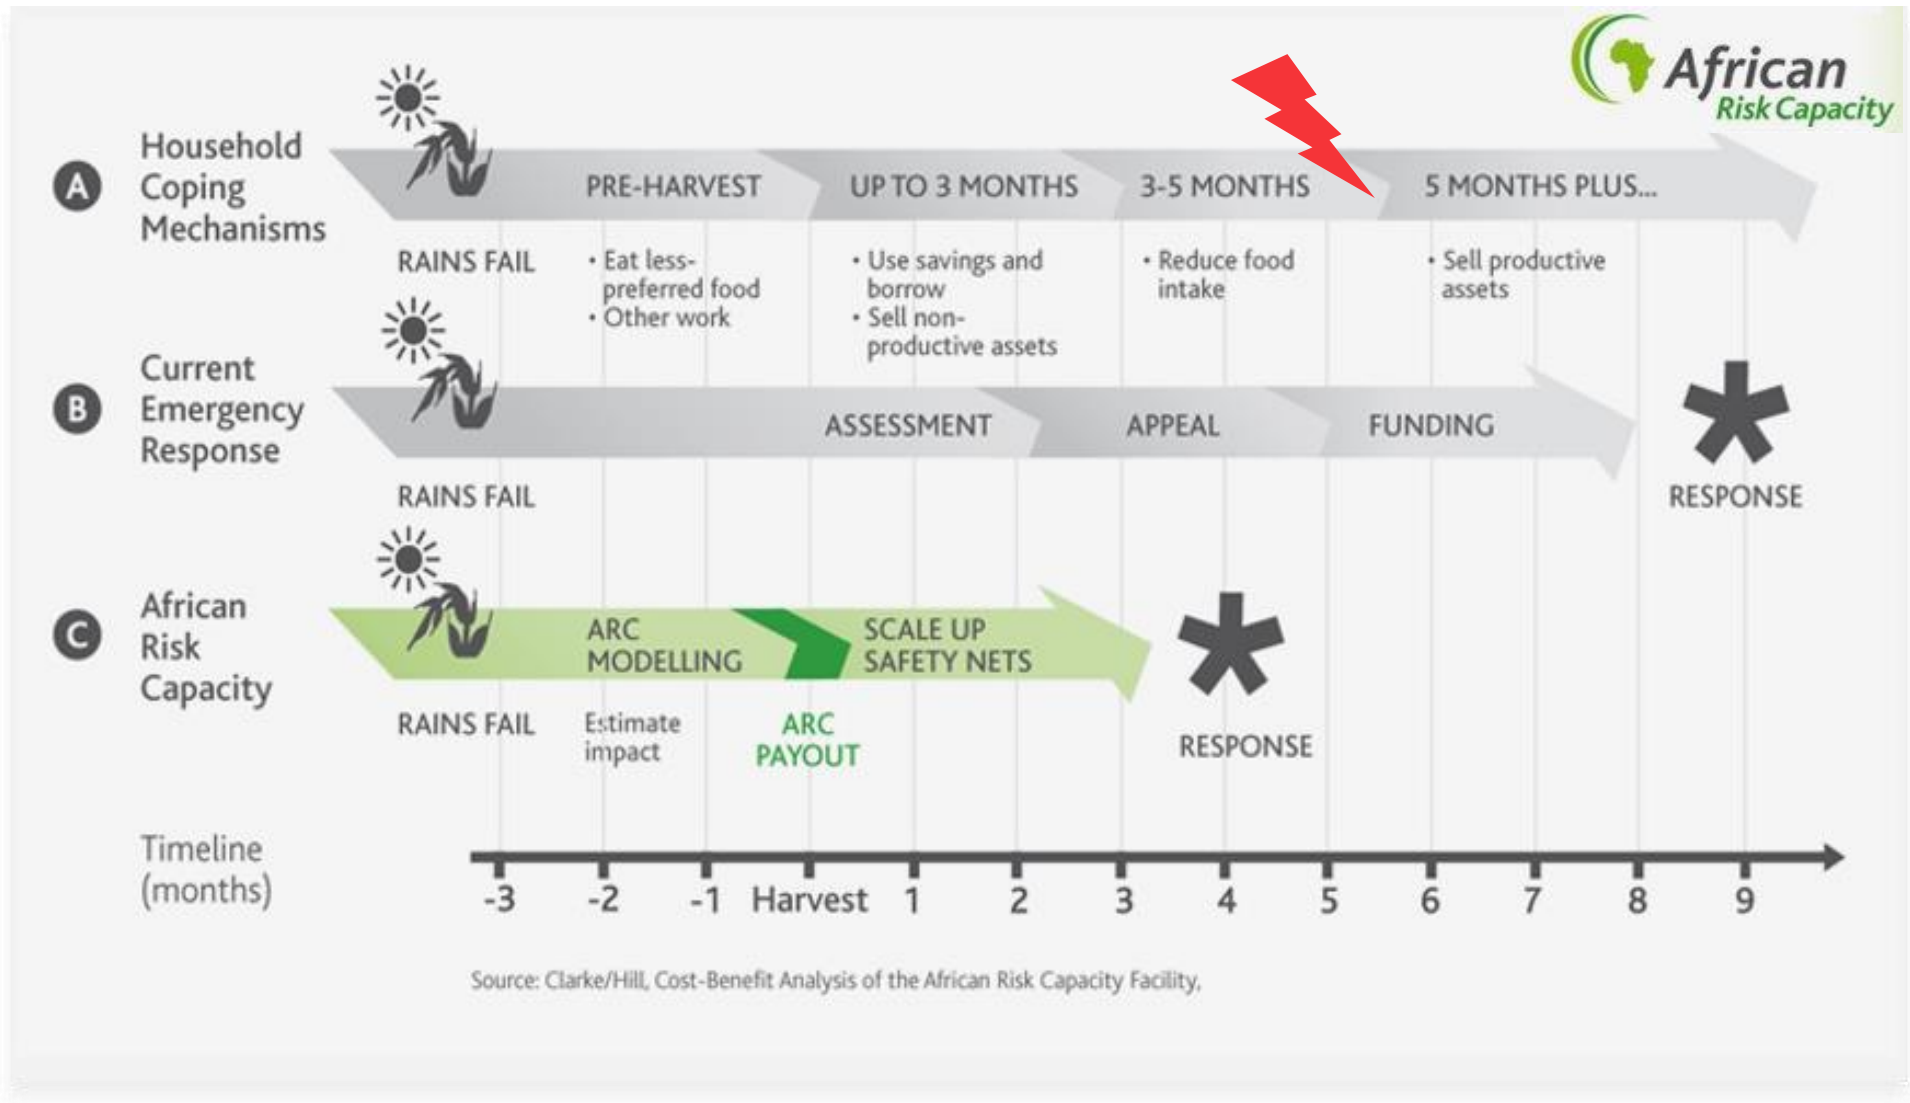 African
Risk Capacity
A
Household
Coping
Mechanisms
PRE-HARVEST
UP TO 3 MONTHS
3-5 MONTHS
5 MONTHS PLUS...
RAINS FAIL
• Eat less-
preferred food
• Other work
• Use savings and
borrow
• Sell non-
productive assets
• Reduce food
intake
• Sell productive
assets
B
Current
Emergency
Response
ASSESSMENT
APPEAL
FUNDING
RAINS FAIL
RESPONSE
C
African
Risk
Capacity
ARC
MODELLING
SCALE UP
SAFETY NETS
RAINS FAIL
Estimate
impact
ARC
PAYOUT
RESPONSE
Timeline
(months)
-3 -2 -1 Harvest 1 2 3 4 5 6 7 8 9
Source: Clarke/Hill, Cost-Benefit Analysis of the African Risk Capacity Facility,